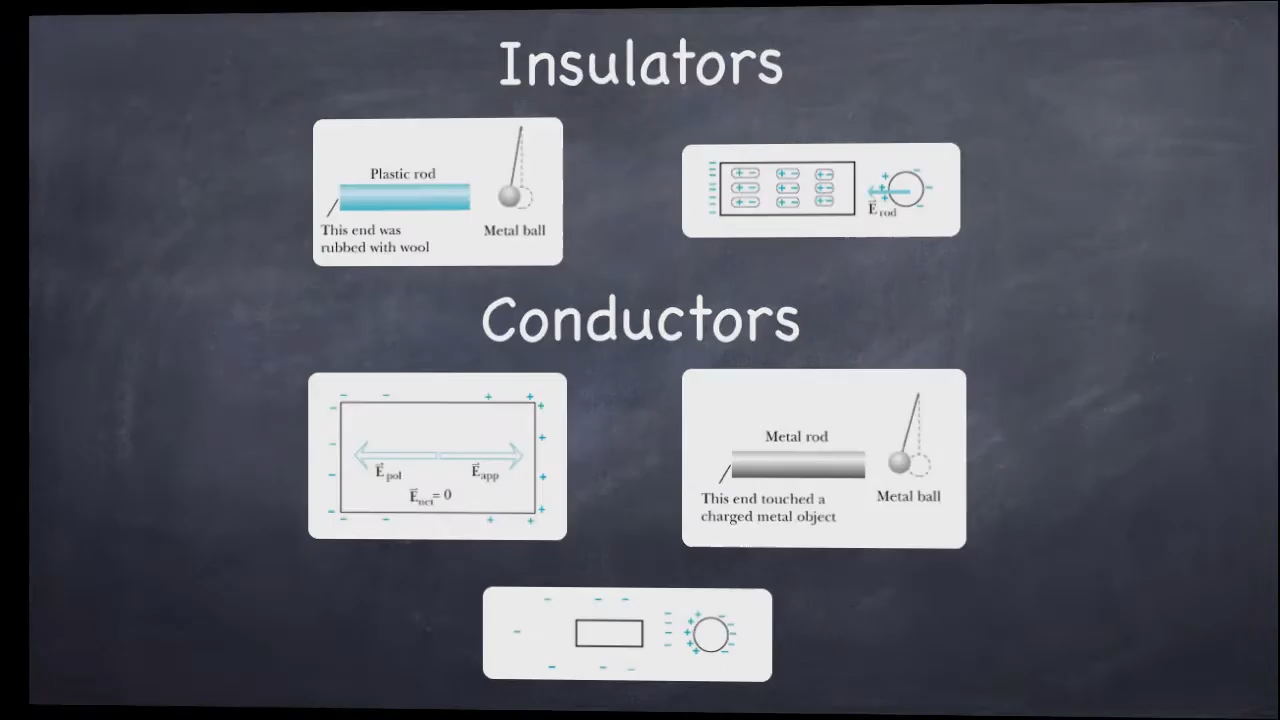 Insulators
Plastic rod
This end was
rubbed with wool
Metal ball
E rod
Conductors
E pol
E app
E net = 0
Metal rod
This end touched a
charged metal object
Metal ball